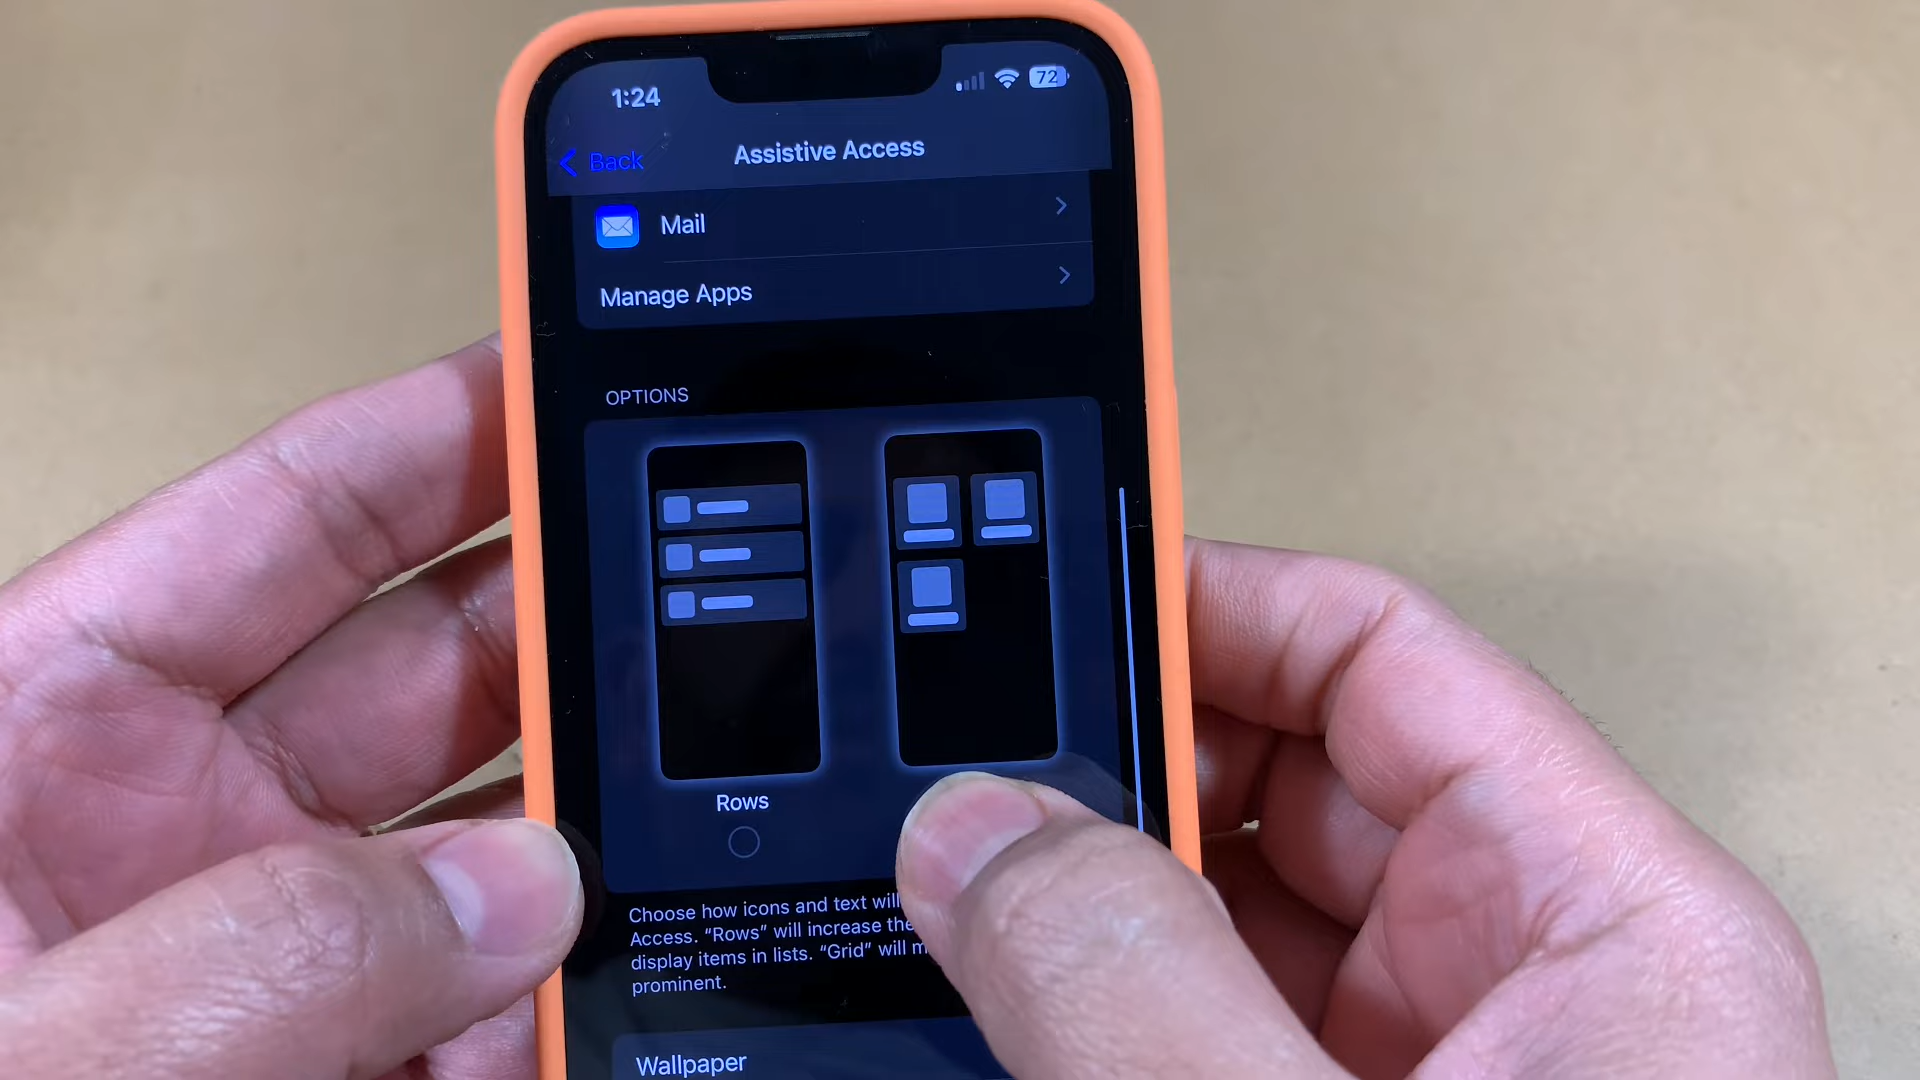 1:24
72
Back
Assistive Access
Mail
Manage Apps
OPTIONS
Rows
Choose how icons and text will
Access. “Rows” will increase the
display items in lists. “Grid” will
prominent.
Wallpaper